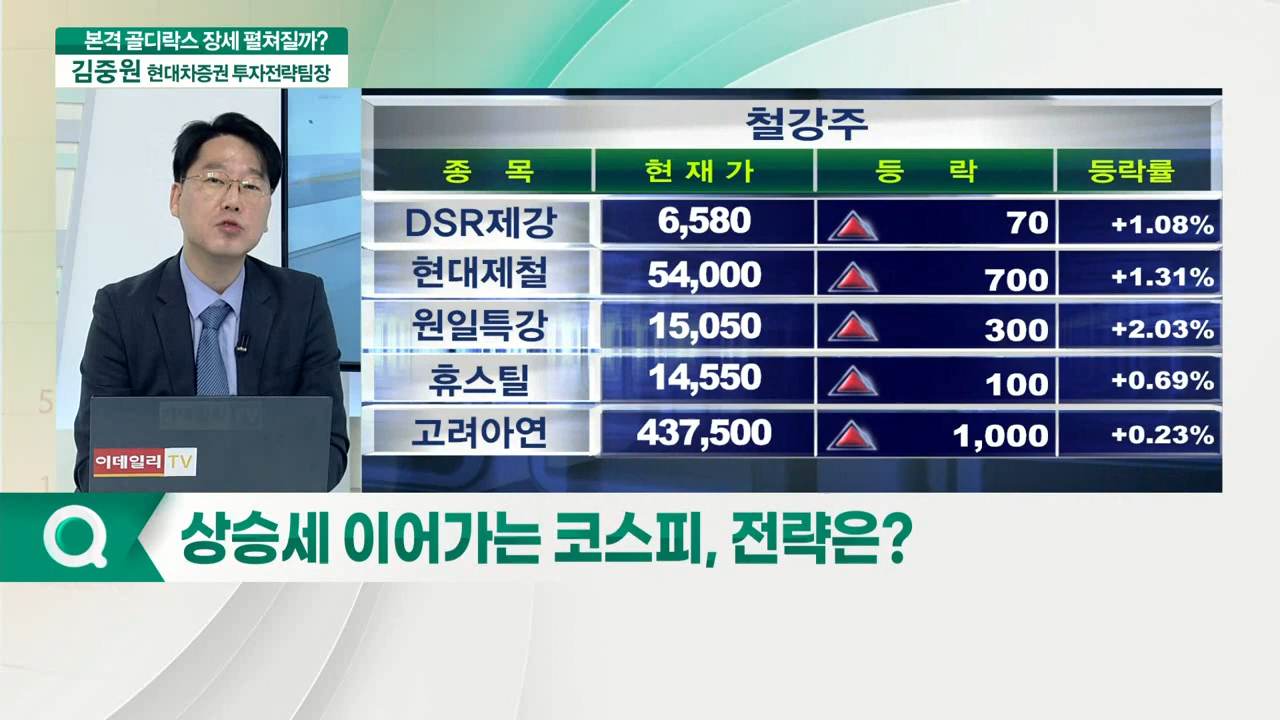 본격 골디락스 장세 펼쳐질까?
김중원 현대차증권 투자전략팀장
철강주
종 목 현재가 등 락 등락률
DSR제강 6,580 ▲ 70 +1.08%
현대제철 54,000 ▲ 700 +1.31%
원일특강 15,050 ▲ 300 +2.03%
휴스틸 14,550 ▲ 100 +0.69%
고려아연 437,500 ▲ 1,000 +0.23%
이데일리TV
이데일리 TV
상승세 이어가는 코스피, 전략은?